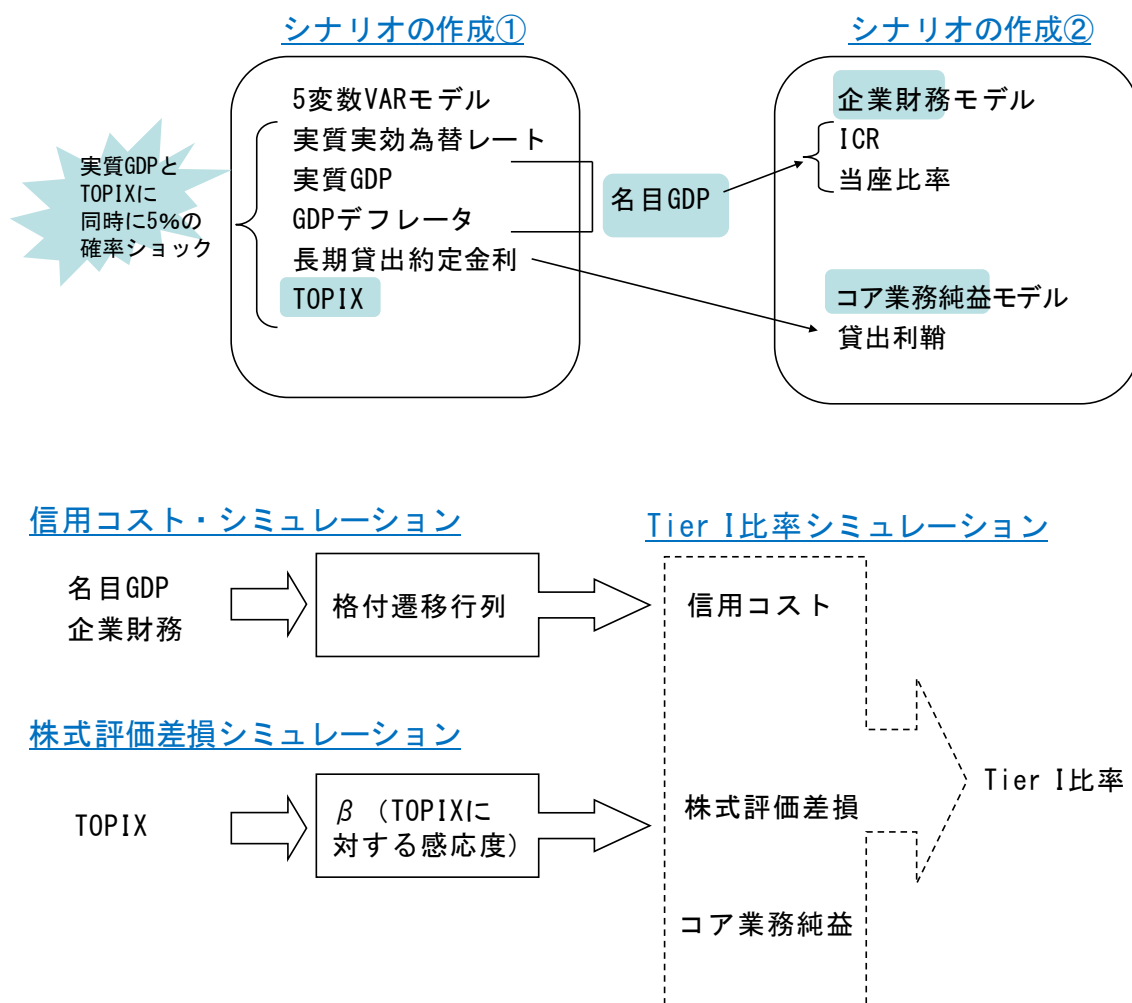 シナリオの作成①
シナリオの作成②
実質GDPと
TOPIXに
同時に5%の
確率ショック
5変数VARモデル
実質実効為替レート
実質GDP
GDPデフレータ
長期貸出約定金利
TOPIX
名目GDP
企業財務モデル
ICR
当座比率
コア業務純益モデル
貸出利鞘
信用コスト・シミュレーション
Tier I比率シミュレーション
名目GDP
企業財務
格付遷移行列
信用コスト
株式評価差損シミュレーション
TOPIX
β (TOPIXに
対する感応度)
株式評価差損
Tier I比率
コア業務純益